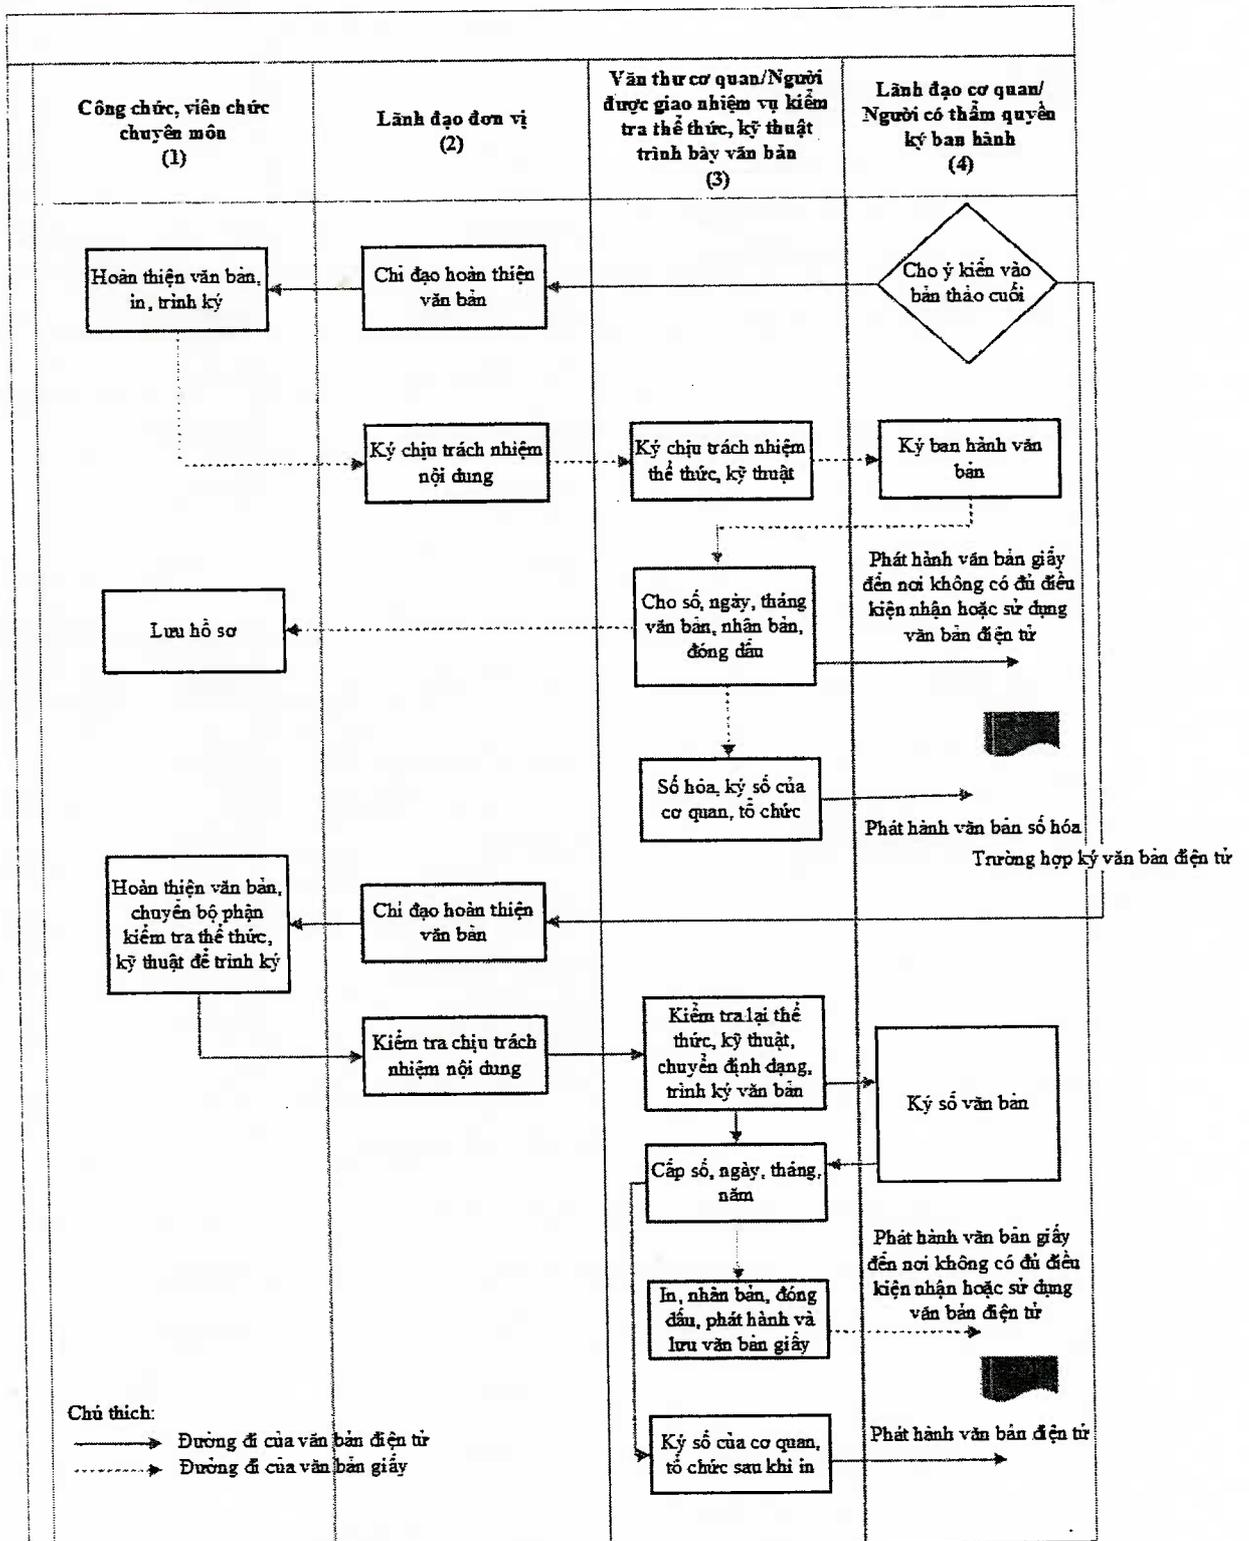 Công chức, viên chức
chuyên môn
(1)
Lãnh đạo đơn vị
(2)
Văn thư cơ quan/Người
được giao nhiệm vụ kiểm
tra thể thức, kỹ thuật
trình bày văn bản
(3)
Lãnh đạo cơ quan/
Người có thẩm quyền
ký ban hành
(4)
Hoàn thiện văn bản,
in, trình ký
Chỉ đạo hoàn thiện
văn bản
Cho ý kiến vào
bản thảo cuối
Ký chịu trách nhiệm
nội dung
Ký chịu trách nhiệm
thể thức, kỹ thuật
Ký ban hành văn
bản
Phát hành văn bản giấy
đến nơi không có đủ điều
kiện nhận hoặc sử dụng
văn bản điện tử
Lưu hồ sơ
Cho số, ngày, tháng
văn bản, nhân bản,
đóng dấu
Số hóa, ký số của
cơ quan, tổ chức
Phát hành văn bản số hóa
Trường hợp ký văn bản điện tử
Hoàn thiện văn bản,
chuyển bộ phận
kiểm tra thể thức,
kỹ thuật để trình ký
Chỉ đạo hoàn thiện
văn bản
Kiểm tra chịu trách
nhiệm nội dung
Kiểm tra lại thể
thức, kỹ thuật,
chuyển định dạng,
trình ký văn bản
Ký số văn bản
Cấp số, ngày, tháng,
năm
Phát hành văn bản giấy
đến nơi không có đủ điều
kiện nhận hoặc sử dụng
văn bản điện tử
In, nhân bản, đóng
dấu, phát hành và
lưu văn bản giấy
Ký số của cơ quan,
tổ chức sau khi in
Phát hành văn bản điện tử
Chú thích:
Đường đi của văn bản điện tử
Đường đi của văn bản giấy